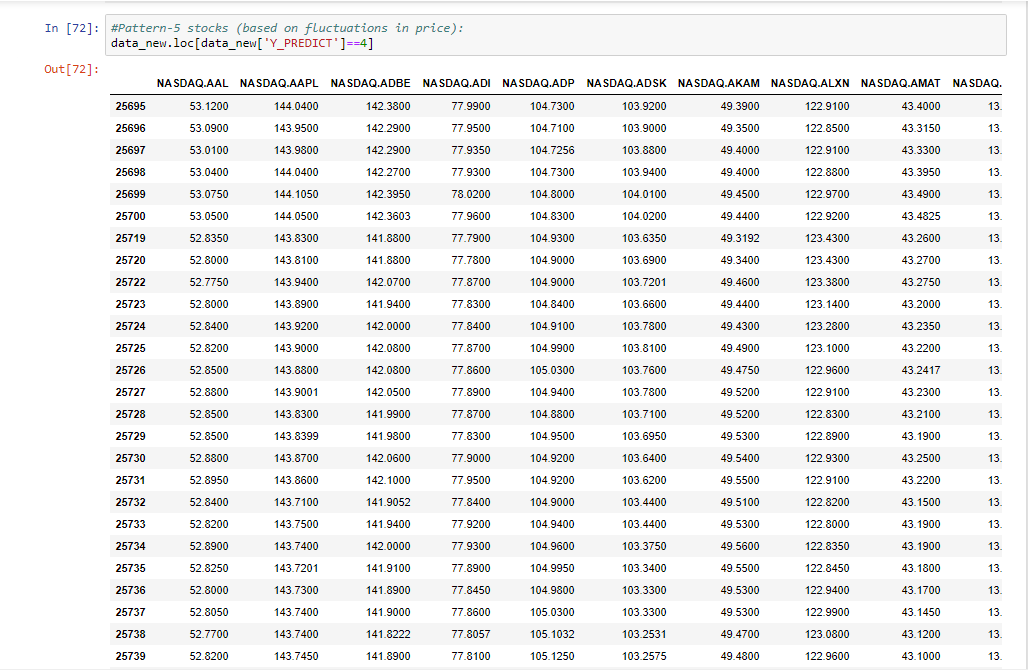 In [72]: #Pattern-5 stocks (based on fluctuations in price):
data_new.loc[data_new['Y_PREDICT']==4]
Out[72]:
NASDAQ.AAL NASDAQ.AAPL NASDAQ.ADBE NASDAQ.ADI NASDAQ.ADP NASDAQ.ADSK NASDAQ.AKAM NASDAQ.ALXN NASDAQ.AMAT NASDAQ.
25695 53.1200 144.0400 142.3800 77.9900 104.7300 103.9200 49.3900 122.9100 43.4000 13.
25696 53.0900 143.9500 142.2900 77.9500 104.7100 103.9000 49.3500 122.8500 43.3150 13.
25697 53.0100 143.9800 142.2900 77.9350 104.7256 103.8800 49.4000 122.9100 43.3300 13.
25698 53.0400 144.0400 142.2700 77.9300 104.7300 103.9400 49.4000 122.8800 43.3950 13.
25699 53.0750 144.1050 142.3950 78.0200 104.8000 104.0100 49.4500 122.9700 43.4900 13.
25700 53.0500 144.0500 142.3603 77.9600 104.8300 104.0200 49.4400 122.9200 43.4825 13.
25719 52.8350 143.8300 141.8800 77.7900 104.9300 103.6350 49.3192 123.4300 43.2600 13.
25720 52.8000 143.8100 141.8800 77.7800 104.9000 103.6900 49.3400 123.4300 43.2700 13.
25722 52.7750 143.9400 142.0700 77.8700 104.9000 103.7201 49.4600 123.3800 43.2750 13.
25723 52.8000 143.8900 141.9400 77.8300 104.8400 103.6600 49.4400 123.1400 43.2000 13.
25724 52.8400 143.9200 142.0000 77.8400 104.9100 103.7800 49.4300 123.2800 43.2350 13.
25725 52.8200 143.9000 142.0800 77.8700 104.9900 103.8100 49.4900 123.1000 43.2200 13.
25726 52.8500 143.8800 142.0800 77.8600 105.0300 103.7600 49.4750 122.9600 43.2417 13.
25727 52.8800 143.9001 142.0500 77.8900 104.9400 103.7800 49.5200 122.9100 43.2300 13.
25728 52.8500 143.8300 141.9900 77.8700 104.8800 103.7100 49.5200 122.8300 43.2100 13.
25729 52.8500 143.8399 141.9800 77.8300 104.9500 103.6950 49.5300 122.8900 43.1900 13.
25730 52.8800 143.8700 142.0600 77.9000 104.9200 103.6400 49.5400 122.9300 43.2500 13.
25731 52.8950 143.8600 142.1000 77.9500 104.9200 103.6200 49.5500 122.9100 43.2200 13.
25732 52.8400 143.7100 141.9052 77.8400 104.9000 103.4400 49.5100 122.8200 43.1500 13.
25733 52.8200 143.7500 141.9400 77.9200 104.9400 103.4400 49.5300 122.8000 43.1900 13.
25734 52.8900 143.7400 142.0000 77.9300 104.9600 103.3750 49.5600 122.8350 43.1900 13.
25735 52.8250 143.7201 141.9100 77.8900 104.9950 103.3400 49.5500 122.8450 43.1800 13.
25736 52.8000 143.7300 141.8900 77.8450 104.9800 103.3300 49.5300 122.9400 43.1700 13.
25737 52.8050 143.7400 141.9000 77.8600 105.0300 103.3300 49.5300 122.9900 43.1450 13.
25738 52.7700 143.7400 141.8222 77.8057 105.1032 103.2531 49.4700 123.0800 43.1200 13.
25739 52.8200 143.7450 141.8900 77.8100 105.1250 103.2575 49.4800 122.9600 43.1000 13.